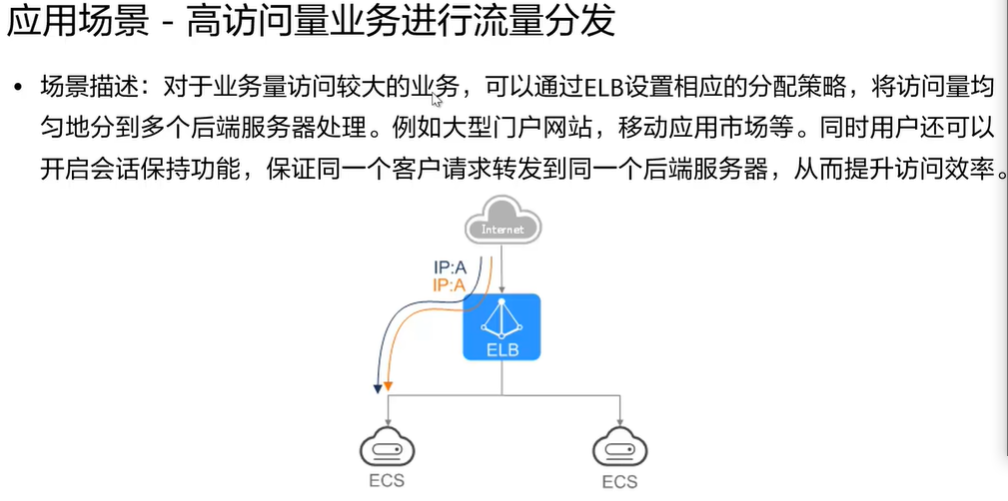 应用场景 - 高访问量业务进行流量分发
• 场景描述：对于业务量访问较大的业务，可以通过ELB设置相应的分配策略，将访问量均
匀地分到多个后端服务器处理。例如大型门户网站，移动应用市场等。同时用户还可以
开启会话保持功能，保证同一个客户请求转发到同一个后端服务器，从而提升访问效率。
Internet
IP:A
IP:A
ELB
ECS
ECS